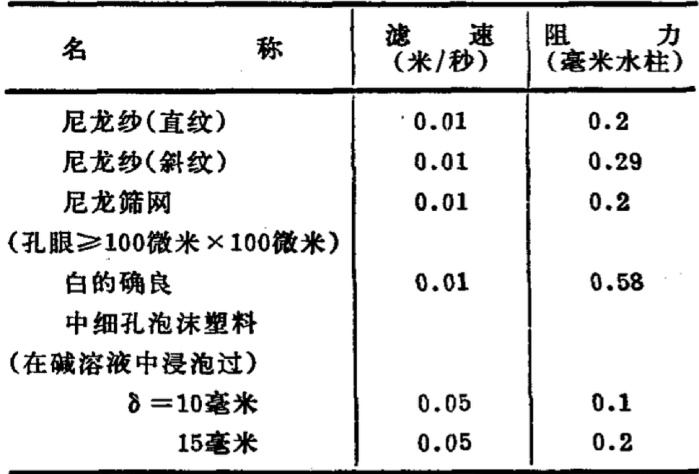 名 称 滤 速 阻 力
(米/秒) (毫米水柱)
尼龙纱(直纹) 0.01 0.2
尼龙纱(斜纹) 0.01 0.29
尼龙筛网 0.01 0.2
(孔眼≥100微米×100微米)
白的确良 0.01 0.58
中细孔泡沫塑料
(在碱溶液中浸泡过)
δ=10毫米 0.05 0.1
15毫米 0.05 0.2